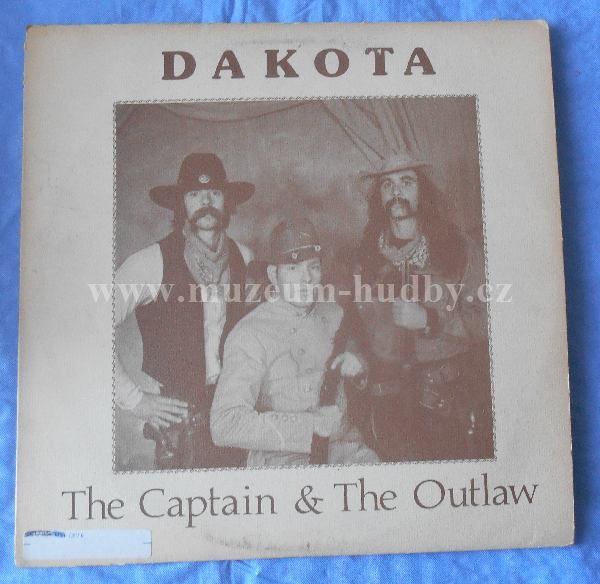 DAKOTA
www.muzeum-hudby.cz
The Captain & The Outlaw